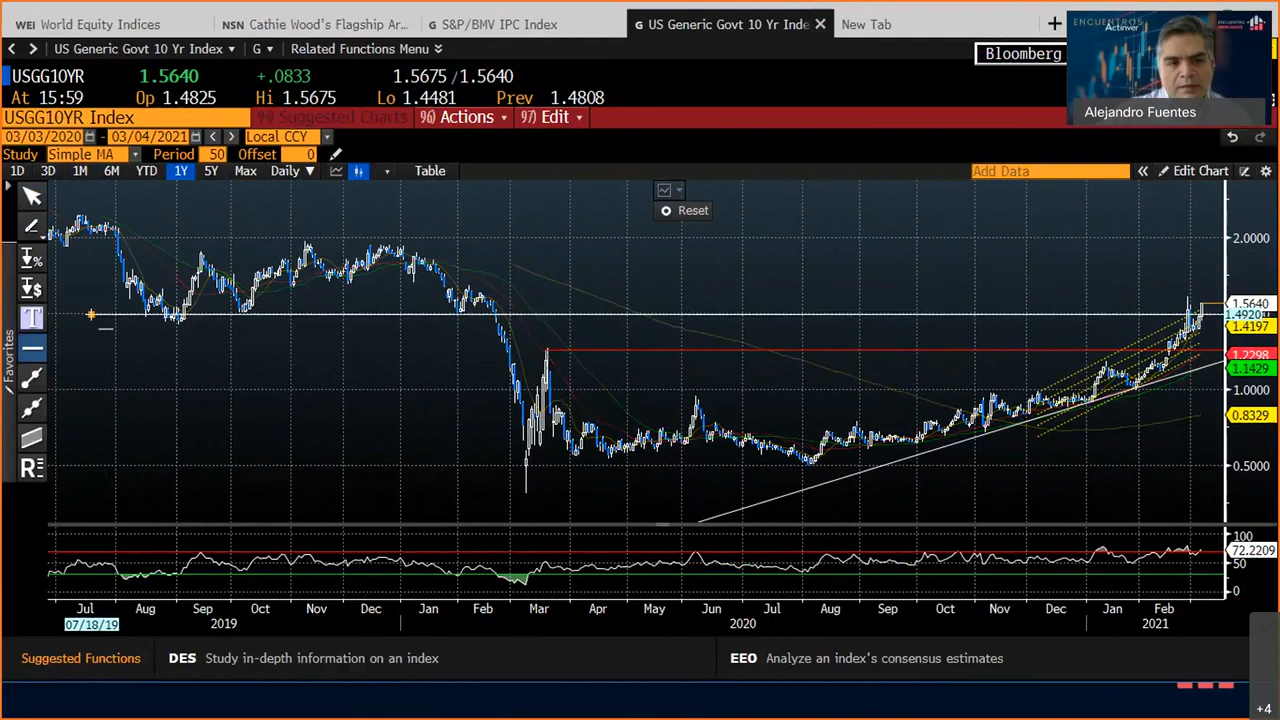 WEI World Equity Indices NSN Cathie Wood's Flagship Ar... G S&P/BMV IPC Index G US Generic Govt 10 Yr Inde New Tab
ENCUENTROS
Actinver
US Generic Govt 10 Yr Index G Related Functions Menu Bloomberg
USGG10YR 1.5640 +.0833 1.5675/1.5640
At 15:59 Op 1.4825 Hi 1.5675 Lo 1.4481 Prev 1.4808
Alejandro Fuentes
USGG10YR Index 94 Suggested Charts 96 Actions 97 Edit
03/03/2020 - 03/04/2021 Local CCY
Study Simple MA Period 50 Offset 0
1D 3D 1M 6M YTD 1Y 5Y Max Daily Table Add Data Edit Chart
Reset
Favorites
%
$
T
R
2.0000
1.5640
1.4920
1.4197
1.2298
1.1429
1.0000
0.8329
0.5000
100
72.2209
50
0
Jul Aug Sep Oct Nov Dec Jan Feb Mar Apr May Jun Jul Aug Sep Oct Nov Dec Jan Feb
07/18/19 2019 2020 2021
Suggested Functions DES Study in-depth information on an index EEO Analyze an index's consensus estimates
+4